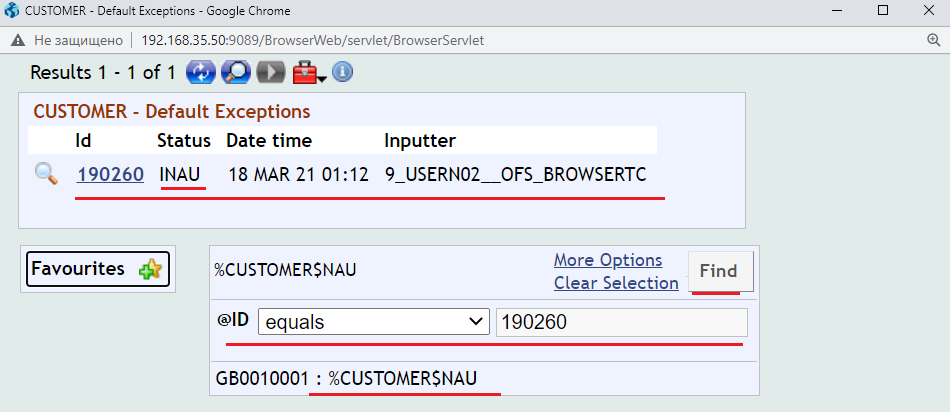 CUSTOMER - Default Exceptions - Google Chrome
Не защищено | 192.168.35.50:9089/BrowserWeb/servlet/BrowserServlet
Results 1 - 1 of 1
CUSTOMER - Default Exceptions
Id Status Date time Inputter
190260 INAU 18 MAR 21 01:12 9_USERN02__OFS_BROWSERTC
Favourites
%CUSTOMER$NAU
More Options
Clear Selection
Find
@ID equals 190260
GB0010001 : %CUSTOMER$NAU